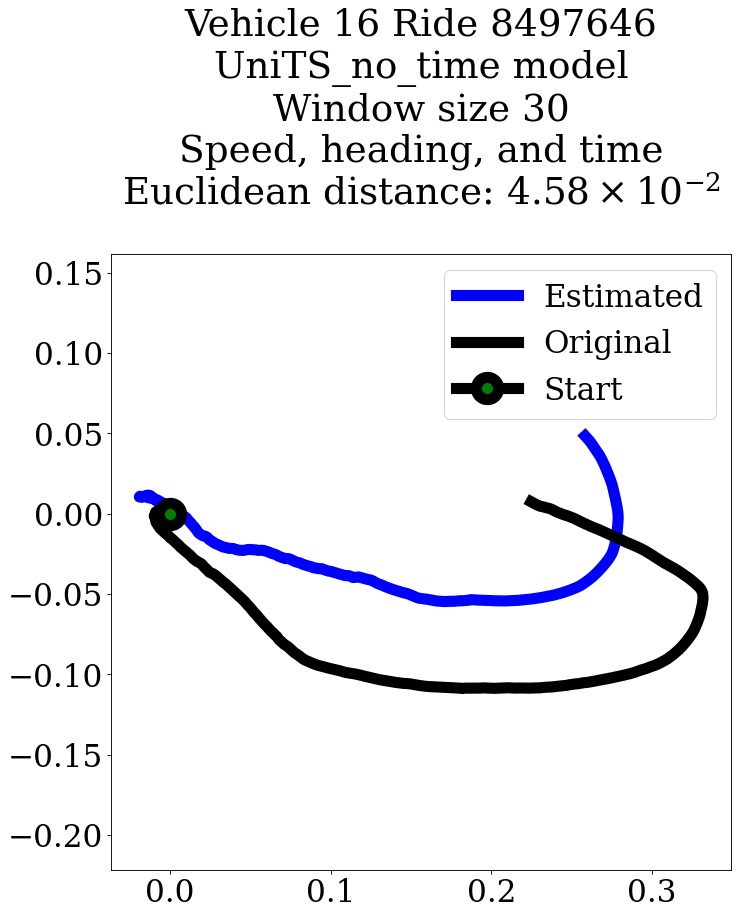 Vehicle 16 Ride 8497646
UniTS_no_time model
Window size 30
Speed, heading, and time
Euclidean distance: 4.58 × 10⁻²
Estimated
Original
Start
0.15
0.10
0.05
0.00
−0.05
−0.10
−0.15
−0.20
0.0 0.1 0.2 0.3